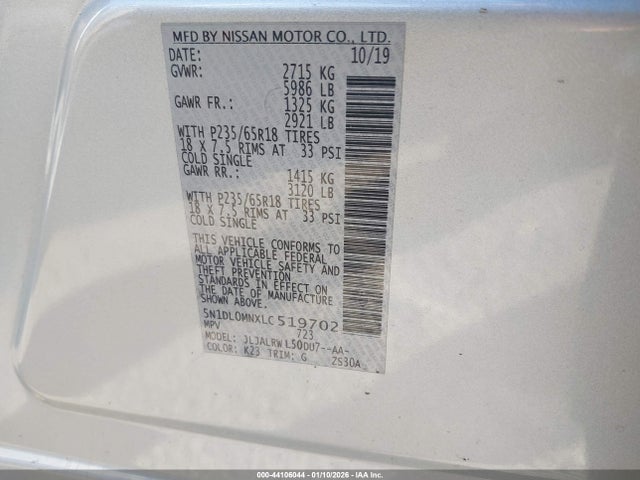 MFD BY NISSAN MOTOR CO., LTD.
DATE: 10/19
GVWR: 2715 KG
5986 LB
GAWR FR.: 1325 KG
2921 LB
WITH P235/65R18 TIRES
18 X 7.5 RIMS AT 33 PSI
COLD SINGLE
GAWR RR.: 1415 KG
3120 LB
WITH P235/65R18 TIRES
18 X 7.5 RIMS AT 33 PSI
COLD SINGLE
THIS VEHICLE CONFORMS TO
ALL APPLICABLE FEDERAL
MOTOR VEHICLE SAFETY AND
THEFT PREVENTION
STANDARDS IN EFFECT ON
THE DATE OF MANUFACTURE
SHOWN ABOVE.
5N1DL0MNXLC519702
MPV 723
MODEL: JLJALRWL50UU7--AA-
COLOR: K23 TRIM: G 2S30A
000-44106044 — 01/10/2026 — IAA Inc.